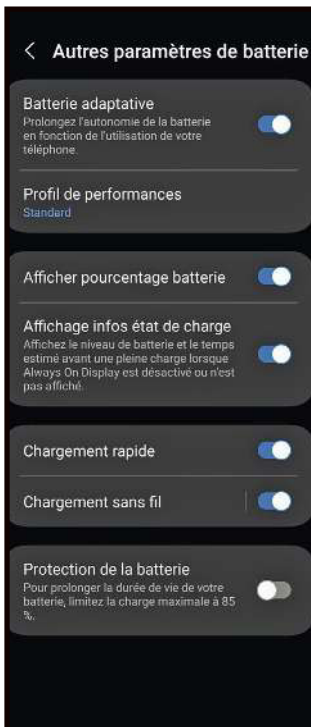 Autres paramètres de batterie
Batterie adaptative
Prolongez l'autonomie de la batterie
en fonction de l'utilisation de votre
téléphone.
Profil de performances
Standard
Afficher pourcentage batterie
Affichage infos état de charge
Affichez le niveau de batterie et le temps
estimé avant une pleine charge lorsque
Always On Display est désactivé ou n'est
pas affiché.
Chargement rapide
Chargement sans fil
Protection de la batterie
Pour prolonger la durée de vie de votre
batterie, limitez la charge maximale à 85
%.